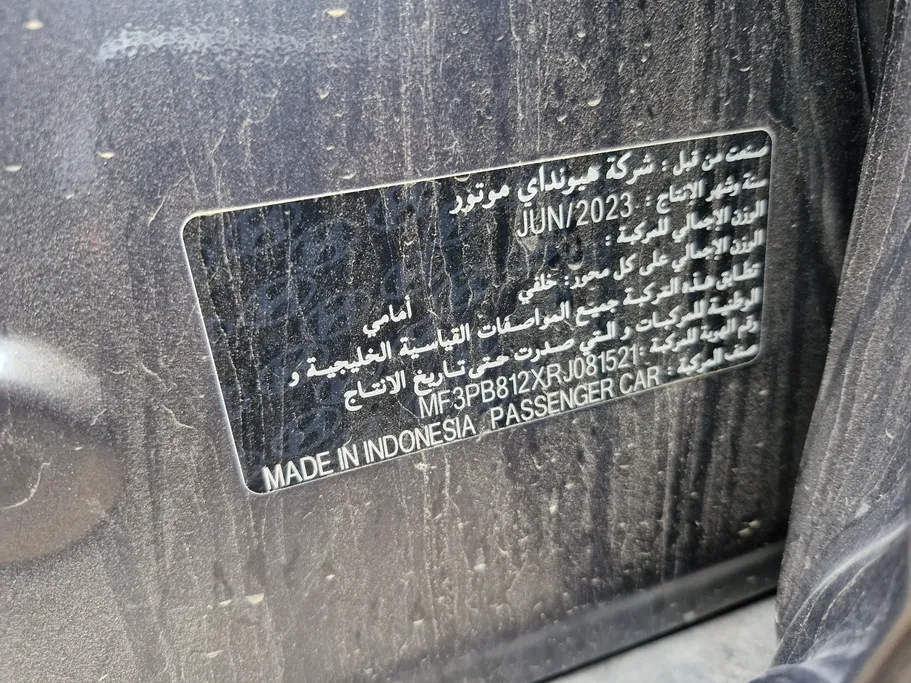 صنعت من قبل : شركة هيونداي موتور
سنة وشهر الإنتاج : JUN/2023
الوزن الإجمالي للمركبة :
الوزن الإجمالي على كل محور: خلفي أمامي
تطابق هذه المركبة جميع المواصفات القياسية الخليجية و
الوطنية للمركبات والتي صدرت حتى تاريخ الانتاج
رقم الهوية للمركبة : MF3PB812XRJ081521
صنف المركبة : PASSENGER CAR MADE IN INDONESIA